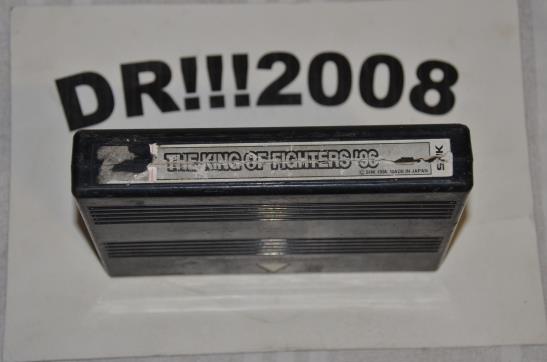 DR!!!2008
THE KING OF FIGHTERS '96
© SNK 1996 MADE IN JAPAN
SNK